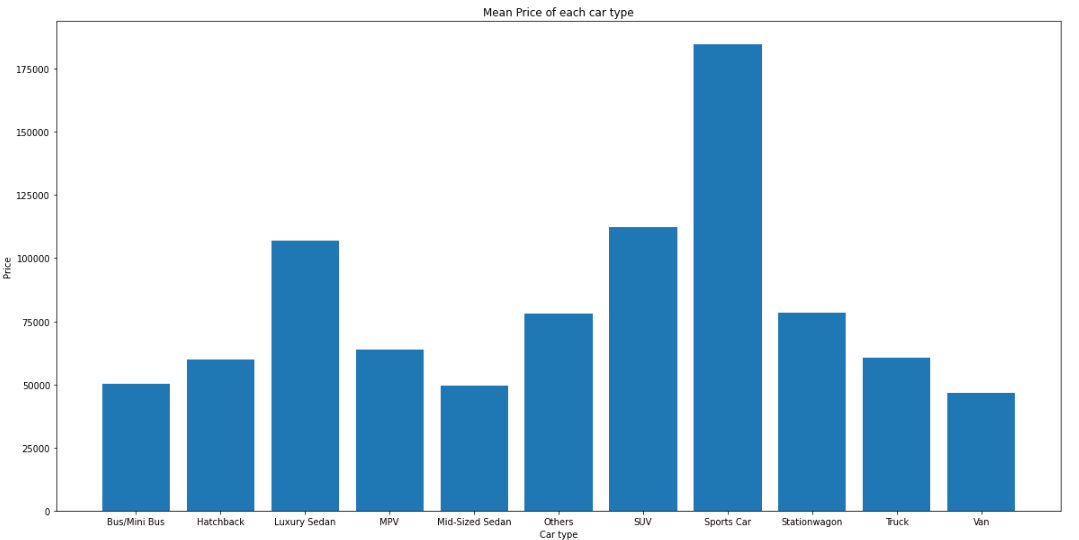 Mean Price of each car type
175000
150000
125000
100000
75000
50000
25000
0
Price
Bus/Mini Bus Hatchback Luxury Sedan MPV Mid-Sized Sedan Others SUV Sports Car Stationwagon Truck Van
Car type